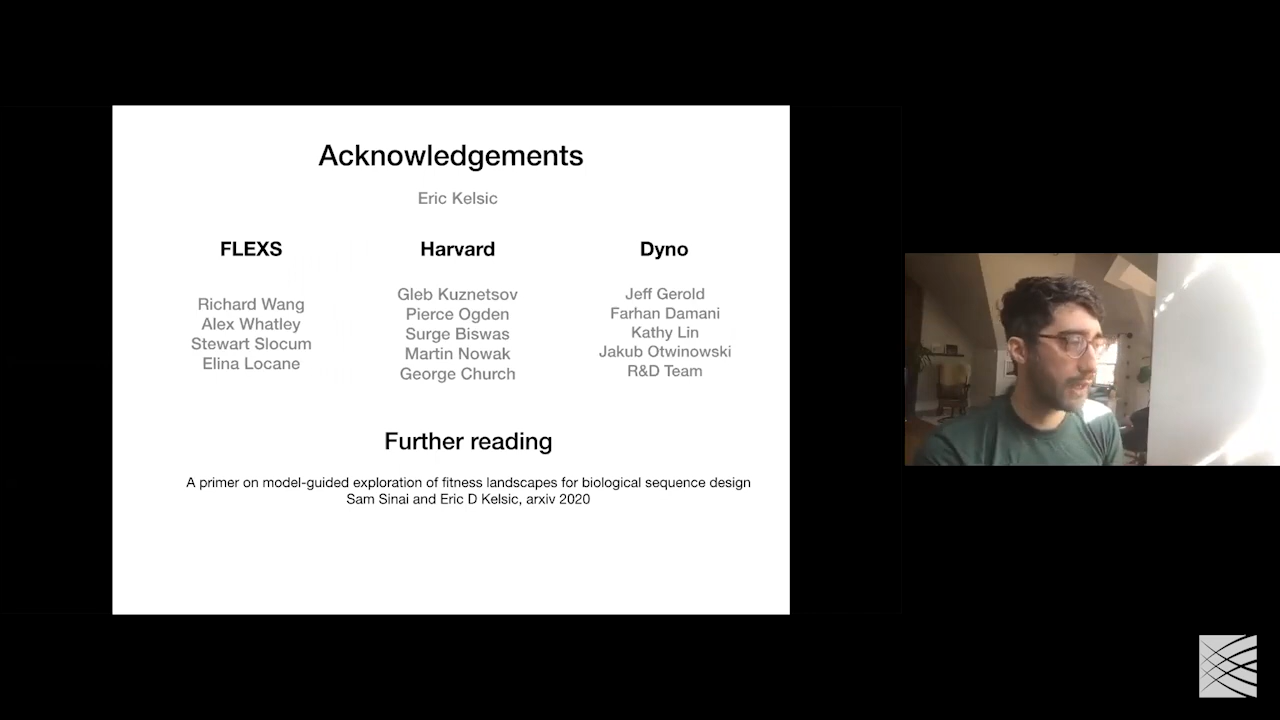 Acknowledgements
Eric Kelsic
FLEXS
Richard Wang
Alex Whatley
Stewart Slocum
Elina Locane
Harvard
Gleb Kuznetsov
Pierce Ogden
Surge Biswas
Martin Nowak
George Church
Dyno
Jeff Gerold
Farhan Damani
Kathy Lin
Jakub Otwinowski
R&D Team
Further reading
A primer on model-guided exploration of fitness landscapes for biological sequence design
Sam Sinai and Eric D Kelsic, arxiv 2020